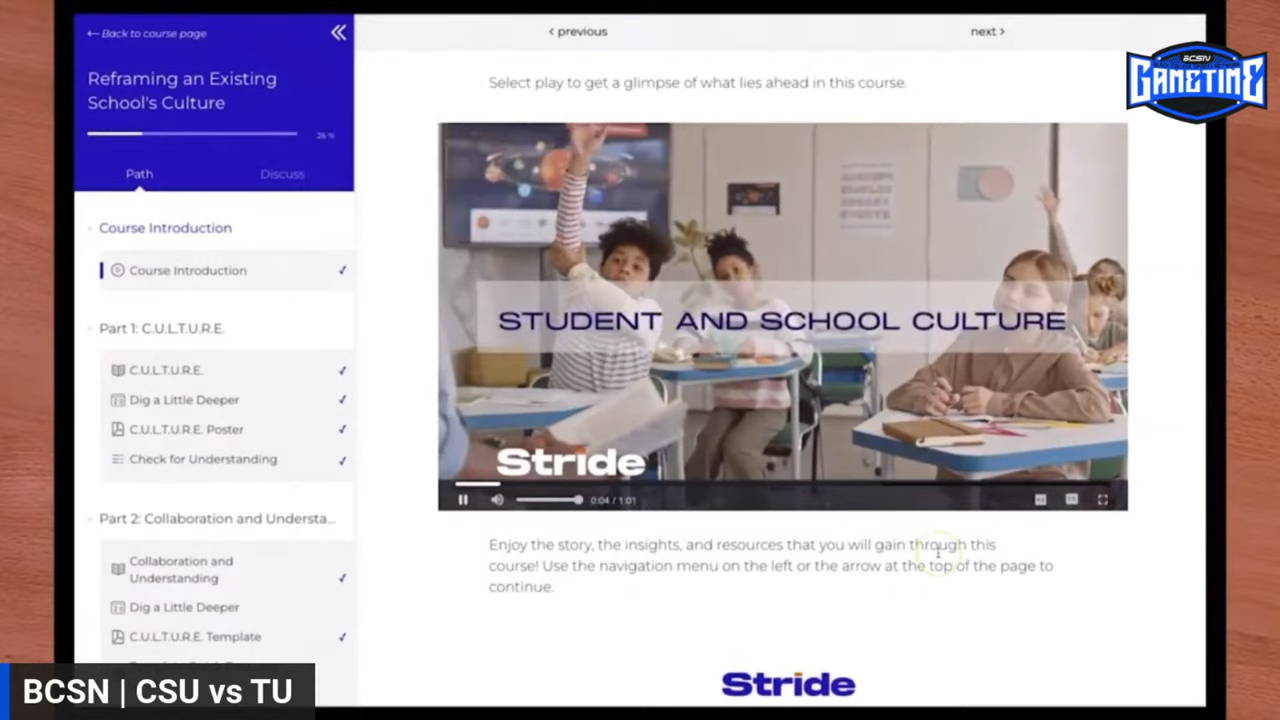 ← Back to course page
Reframing an Existing
School's Culture
26 %
Path
Discuss
Course Introduction
Course Introduction
Part 1: C.U.L.T.U.R.E.
C.U.L.T.U.R.E.
Dig a Little Deeper
C.U.L.T.U.R.E. Poster
Check for Understanding
Part 2: Collaboration and Understa...
Collaboration and
Understanding
Dig a Little Deeper
C.U.L.T.U.R.E. Template
< previous
next >
Select play to get a glimpse of what lies ahead in this course.
STUDENT AND SCHOOL CULTURE
Stride
0:04 / 1:01
Enjoy the story, the insights, and resources that you will gain through this
course! Use the navigation menu on the left or the arrow at the top of the page to
continue.
Stride
BCSN
GAMETIME
BCSN | CSU vs TU